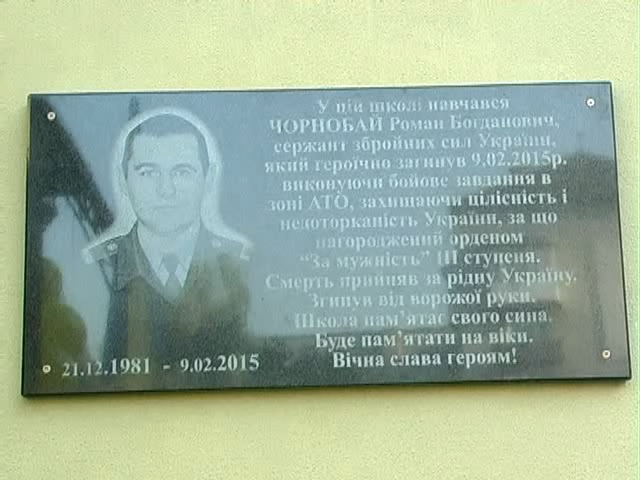 У цій школі навчався
ЧОРНОБАЙ Роман Богданович,
сержант збройних сил України,
який героїчно загинув 9.02.2015р.
виконуючи бойове завдання в
зоні АТО, захищаючи цілісність і
недоторканість України, за що
нагороджений орденом
“За мужність” III ступеня.
Смерть прийняв за рідну Україну.
Згинув від ворожої руки.
Школа пам’ятає свого сина.
Буде пам’ятати на віки.
Вічна слава героям!
21.12.1981 - 9.02.2015